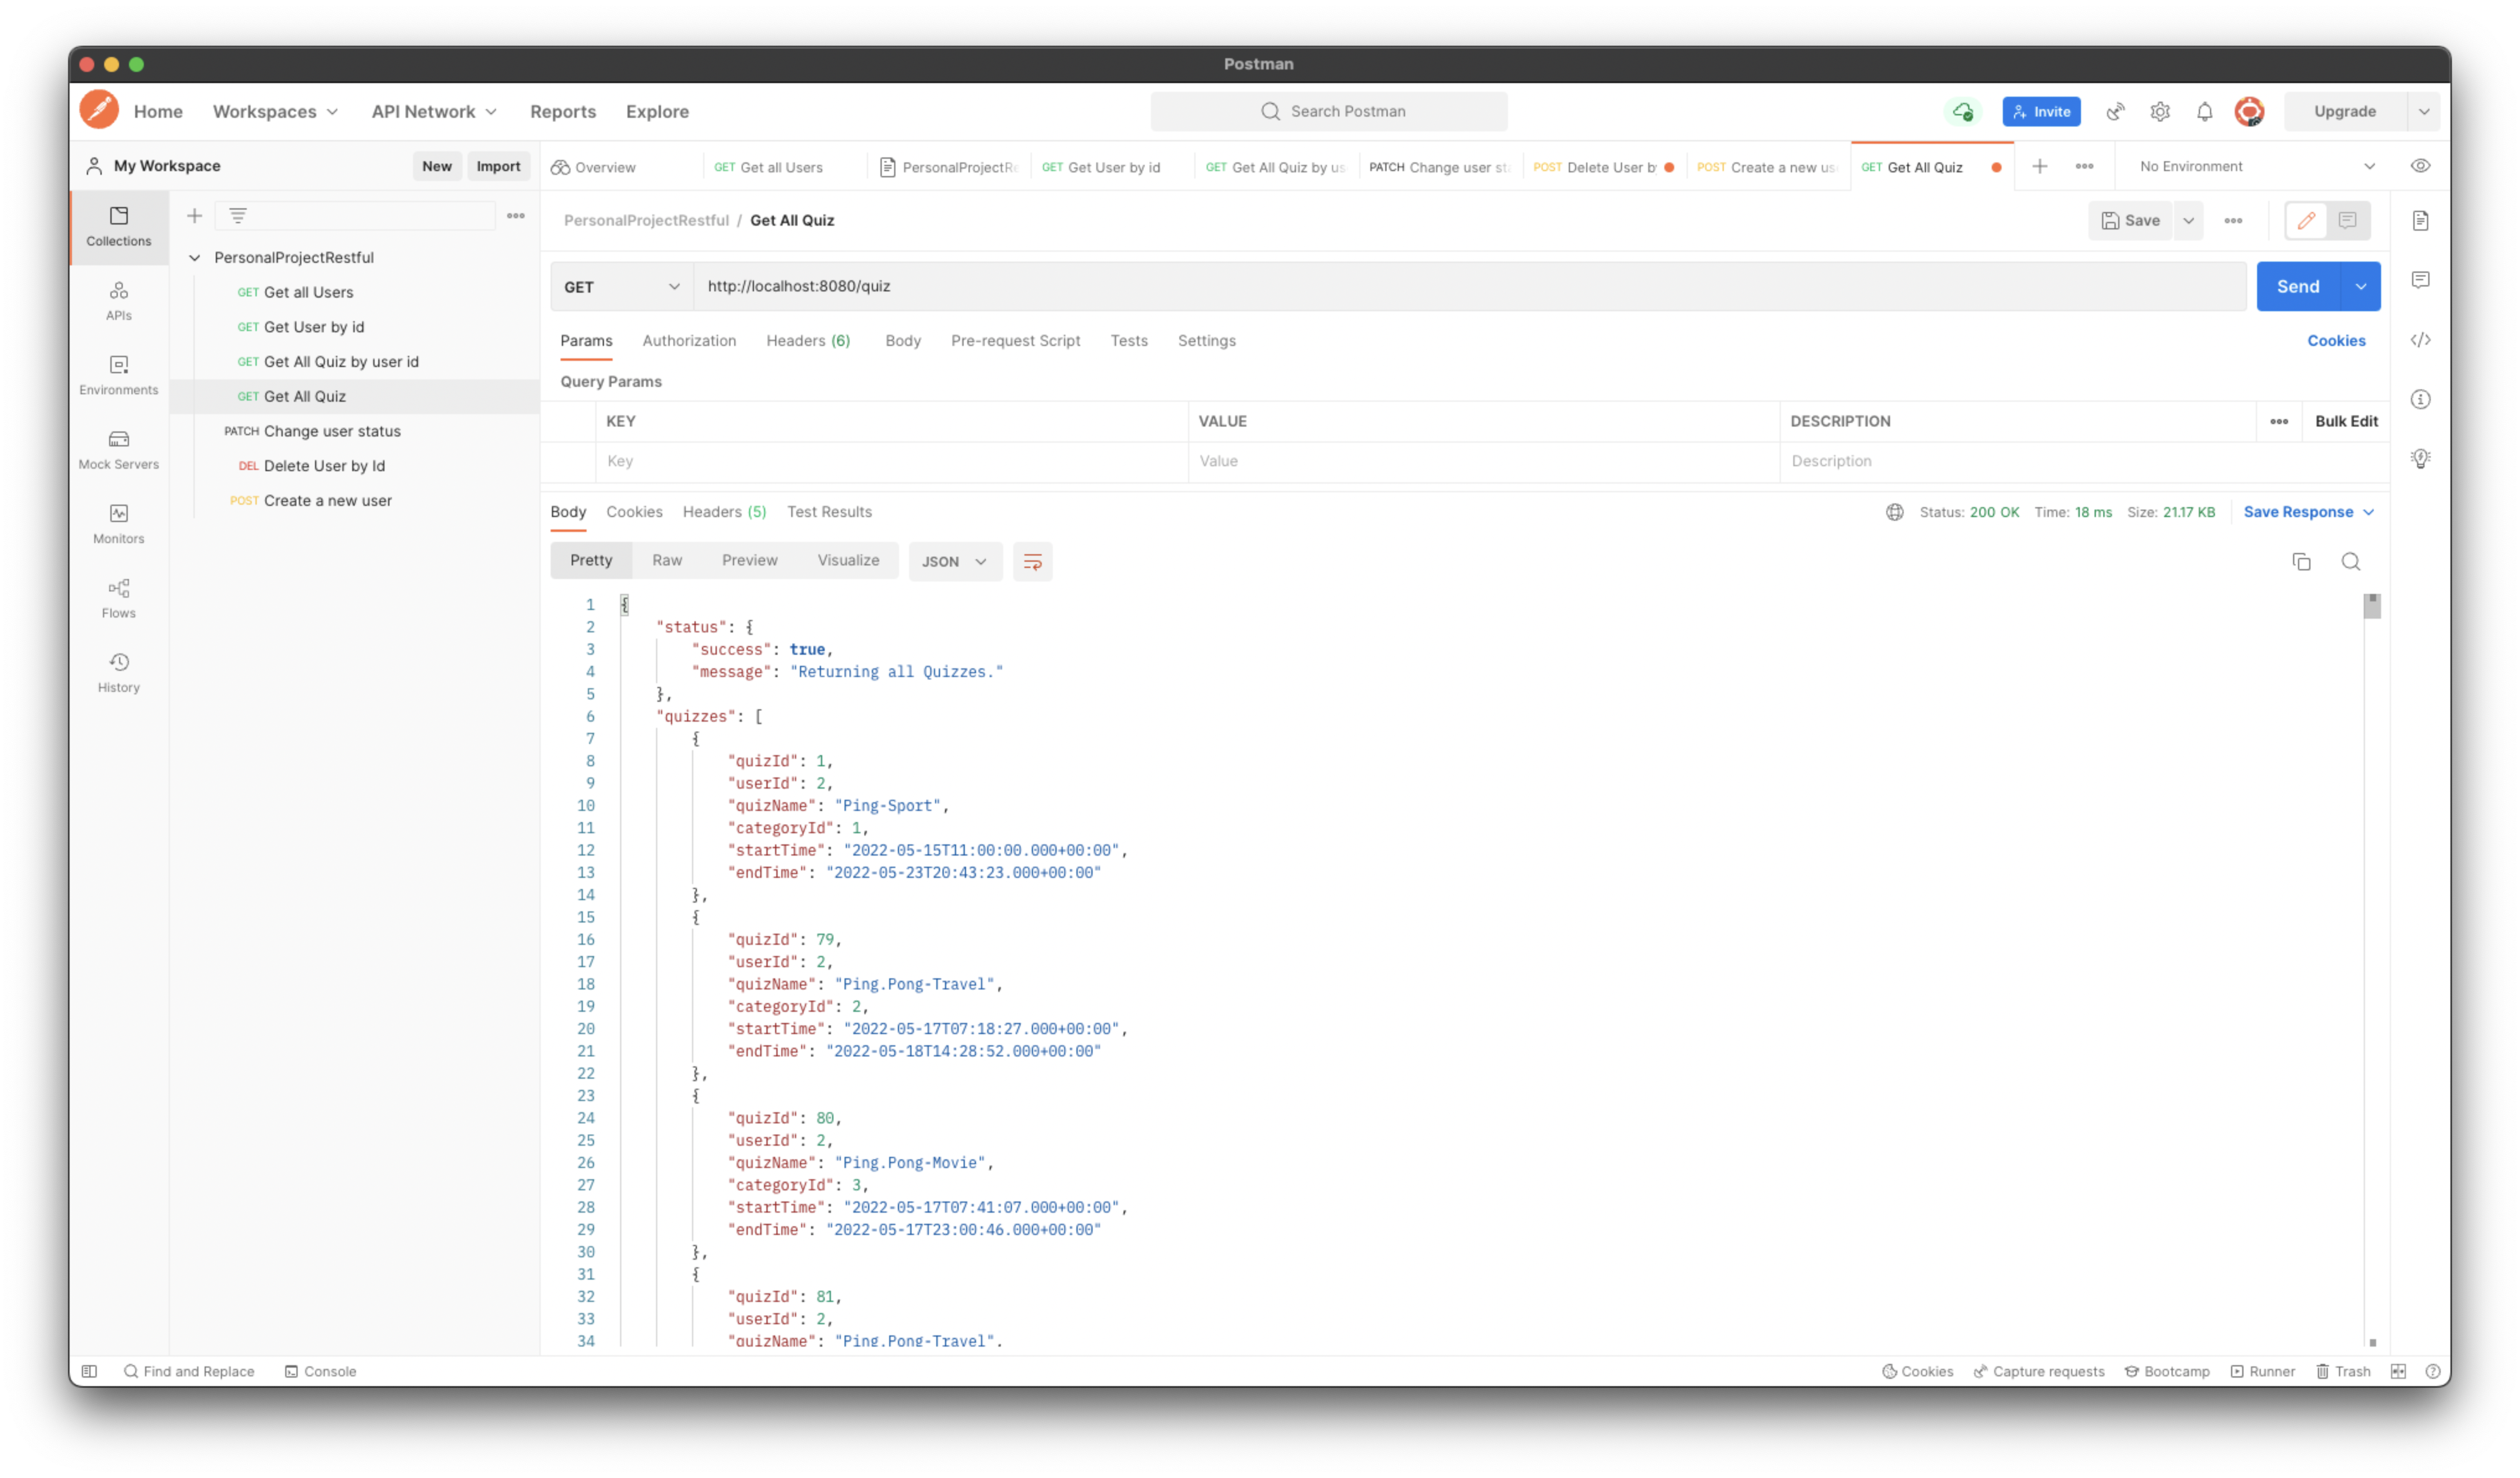 Postman
Home Workspaces API Network Reports Explore Search Postman Invite Upgrade
My Workspace New Import Overview GET Get all Users PersonalProjectRe GET Get User by id GET Get All Quiz by us PATCH Change user st POST Delete User b POST Create a new us GET Get All Quiz No Environment
Collections
APIs
Environments
Mock Servers
Monitors
Flows
History
PersonalProjectRestful
GET Get all Users
GET Get User by id
GET Get All Quiz by user id
GET Get All Quiz
PATCH Change user status
DEL Delete User by Id
POST Create a new user
PersonalProjectRestful / Get All Quiz Save
GET http://localhost:8080/quiz Send
Params Authorization Headers (6) Body Pre-request Script Tests Settings Cookies
Query Params
KEY VALUE DESCRIPTION Bulk Edit
Key Value Description
Body Cookies Headers (5) Test Results Status: 200 OK Time: 18 ms Size: 21.17 KB Save Response
Pretty Raw Preview Visualize JSON
1 {
2 "status": {
3 "success": true,
4 "message": "Returning all Quizzes."
5 },
6 "quizzes": [
7 {
8 "quizId": 1,
9 "userId": 2,
10 "quizName": "Ping-Sport",
11 "categoryId": 1,
12 "startTime": "2022-05-15T11:00:00.000+00:00",
13 "endTime": "2022-05-23T20:43:23.000+00:00"
14 },
15 {
16 "quizId": 79,
17 "userId": 2,
18 "quizName": "Ping.Pong-Travel",
19 "categoryId": 2,
20 "startTime": "2022-05-17T07:18:27.000+00:00",
21 "endTime": "2022-05-18T14:28:52.000+00:00"
22 },
23 {
24 "quizId": 80,
25 "userId": 2,
26 "quizName": "Ping.Pong-Movie",
27 "categoryId": 3,
28 "startTime": "2022-05-17T07:41:07.000+00:00",
29 "endTime": "2022-05-17T23:00:46.000+00:00"
30 },
31 {
32 "quizId": 81,
33 "userId": 2,
34 "quizName": "Ping.Pong-Travel",
Find and Replace Console Cookies Capture requests Bootcamp Runner Trash